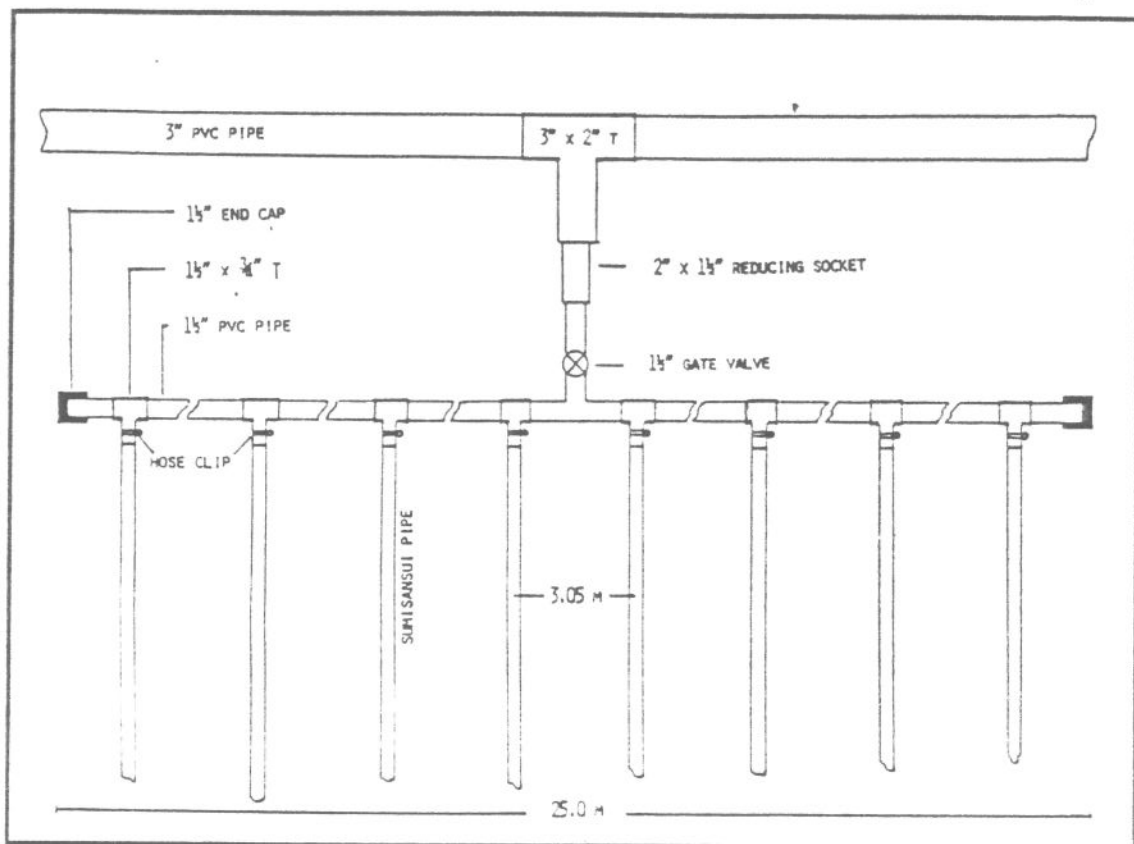 3" PVC PIPE
3" x 2" T
1½" END CAP
1½" x ¾" T
2" x 1½" REDUCING SOCKET
1½" PVC PIPE
1½" GATE VALVE
HOSE CLIP
SUMISANSUI PIPE
3.05 M
25.0 M